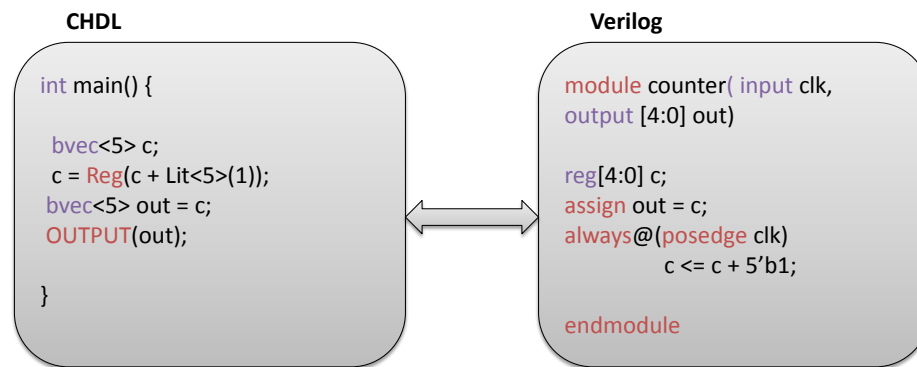 CHDL
int main() {
bvec<5> c;
c = Reg(c + Lit<5>(1));
bvec<5> out = c;
OUTPUT(out);
}
Verilog
module counter( input clk,
output [4:0] out)
reg[4:0] c;
assign out = c;
always@(posedge clk)
c <= c + 5’b1;
endmodule